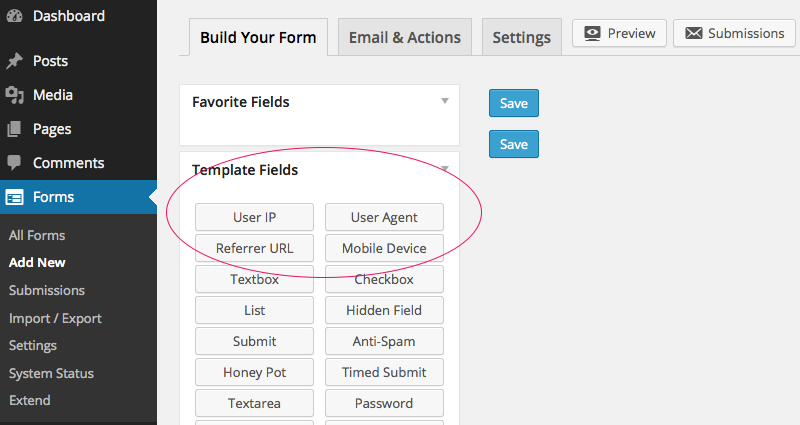 Dashboard
Posts
Media
Pages
Comments
Forms
All Forms
Add New
Submissions
Import / Export
Settings
System Status
Extend
Build Your Form Email & Actions Settings Preview Submissions
Favorite Fields Save
Save
Template Fields
User IP User Agent
Referrer URL Mobile Device
Textbox Checkbox
List Hidden Field
Submit Anti-Spam
Honey Pot Timed Submit
Textarea Password